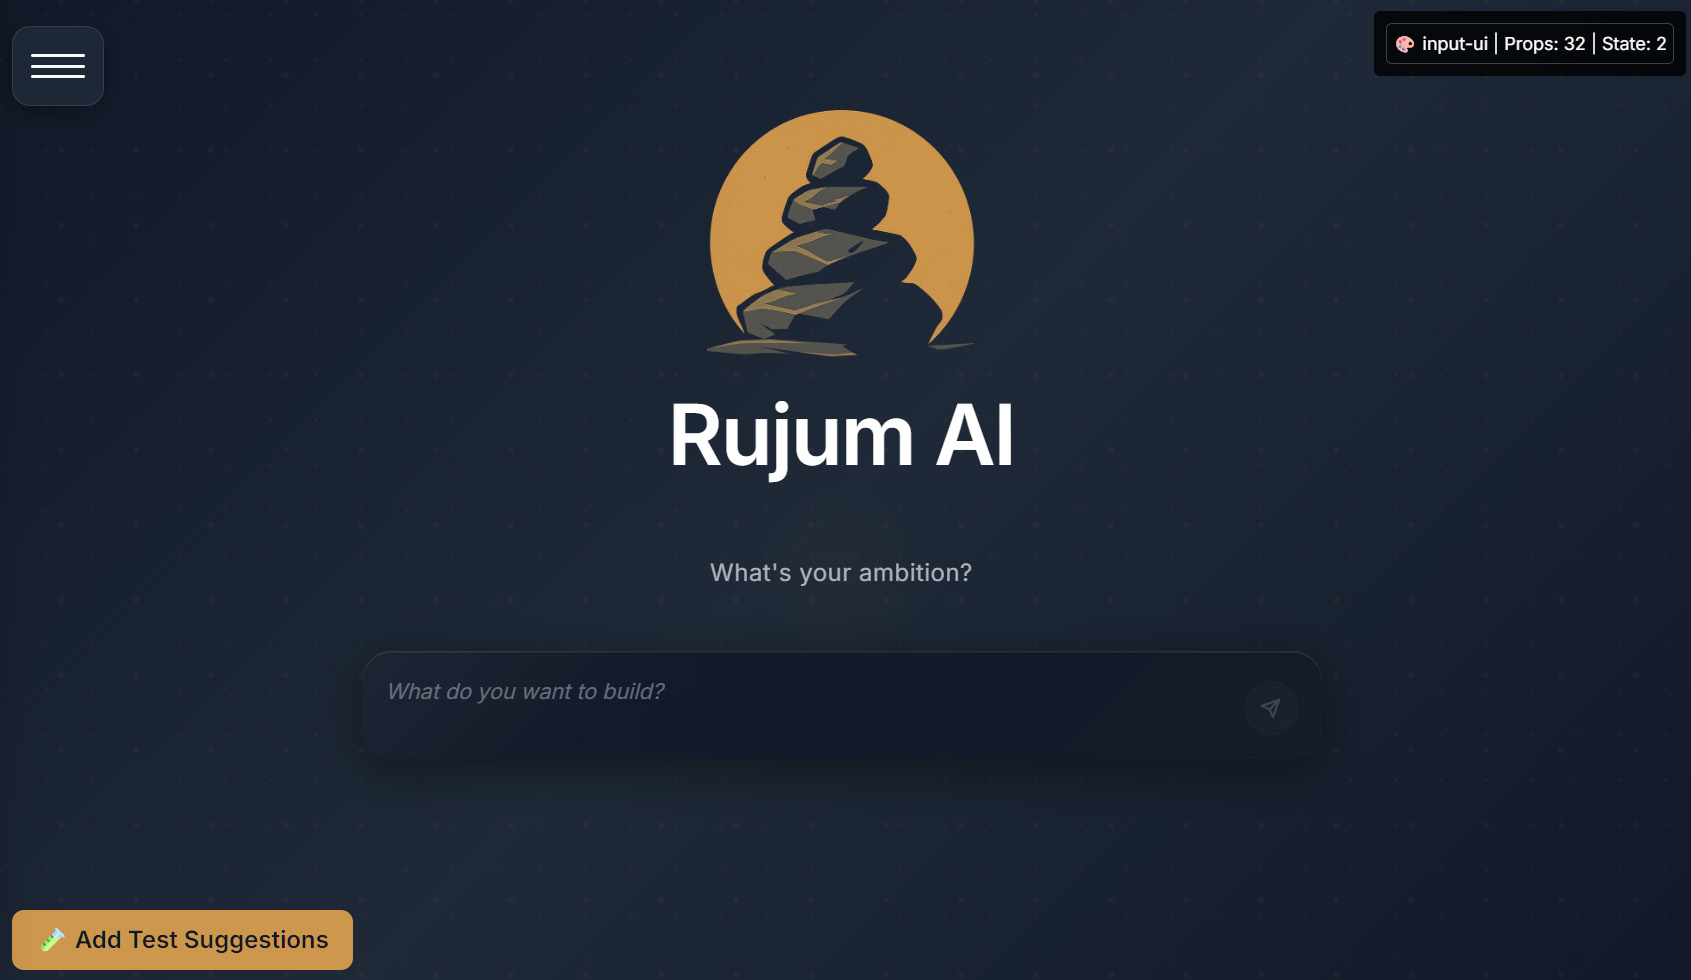 input-ui | Props: 32 | State: 2
Rujum AI
What's your ambition?
What do you want to build?
Add Test Suggestions